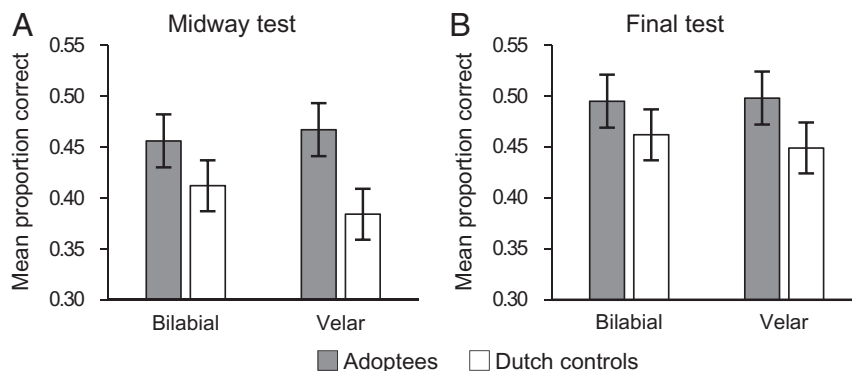 A
Midway test
Mean proportion correct
0.55
0.50
0.45
0.40
0.35
0.30
Bilabial
Velar
B
Final test
Mean proportion correct
0.55
0.50
0.45
0.40
0.35
0.30
Bilabial
Velar
Adoptees
Dutch controls